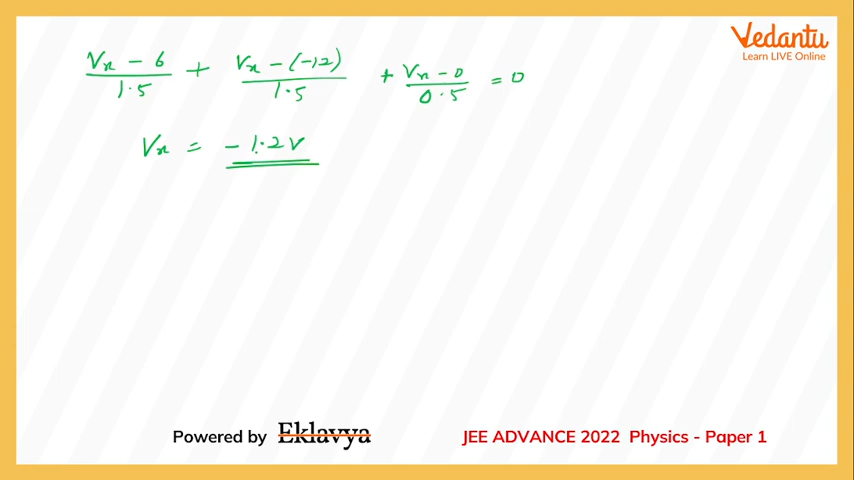 Vedantu
Learn LIVE Online
(Vx - 6)/1.5 + (Vx - (-12))/1.5 + (Vx - 0)/0.5 = 0
Vx = - 1.2 V
Powered by Eklavya
JEE ADVANCE 2022 Physics - Paper 1